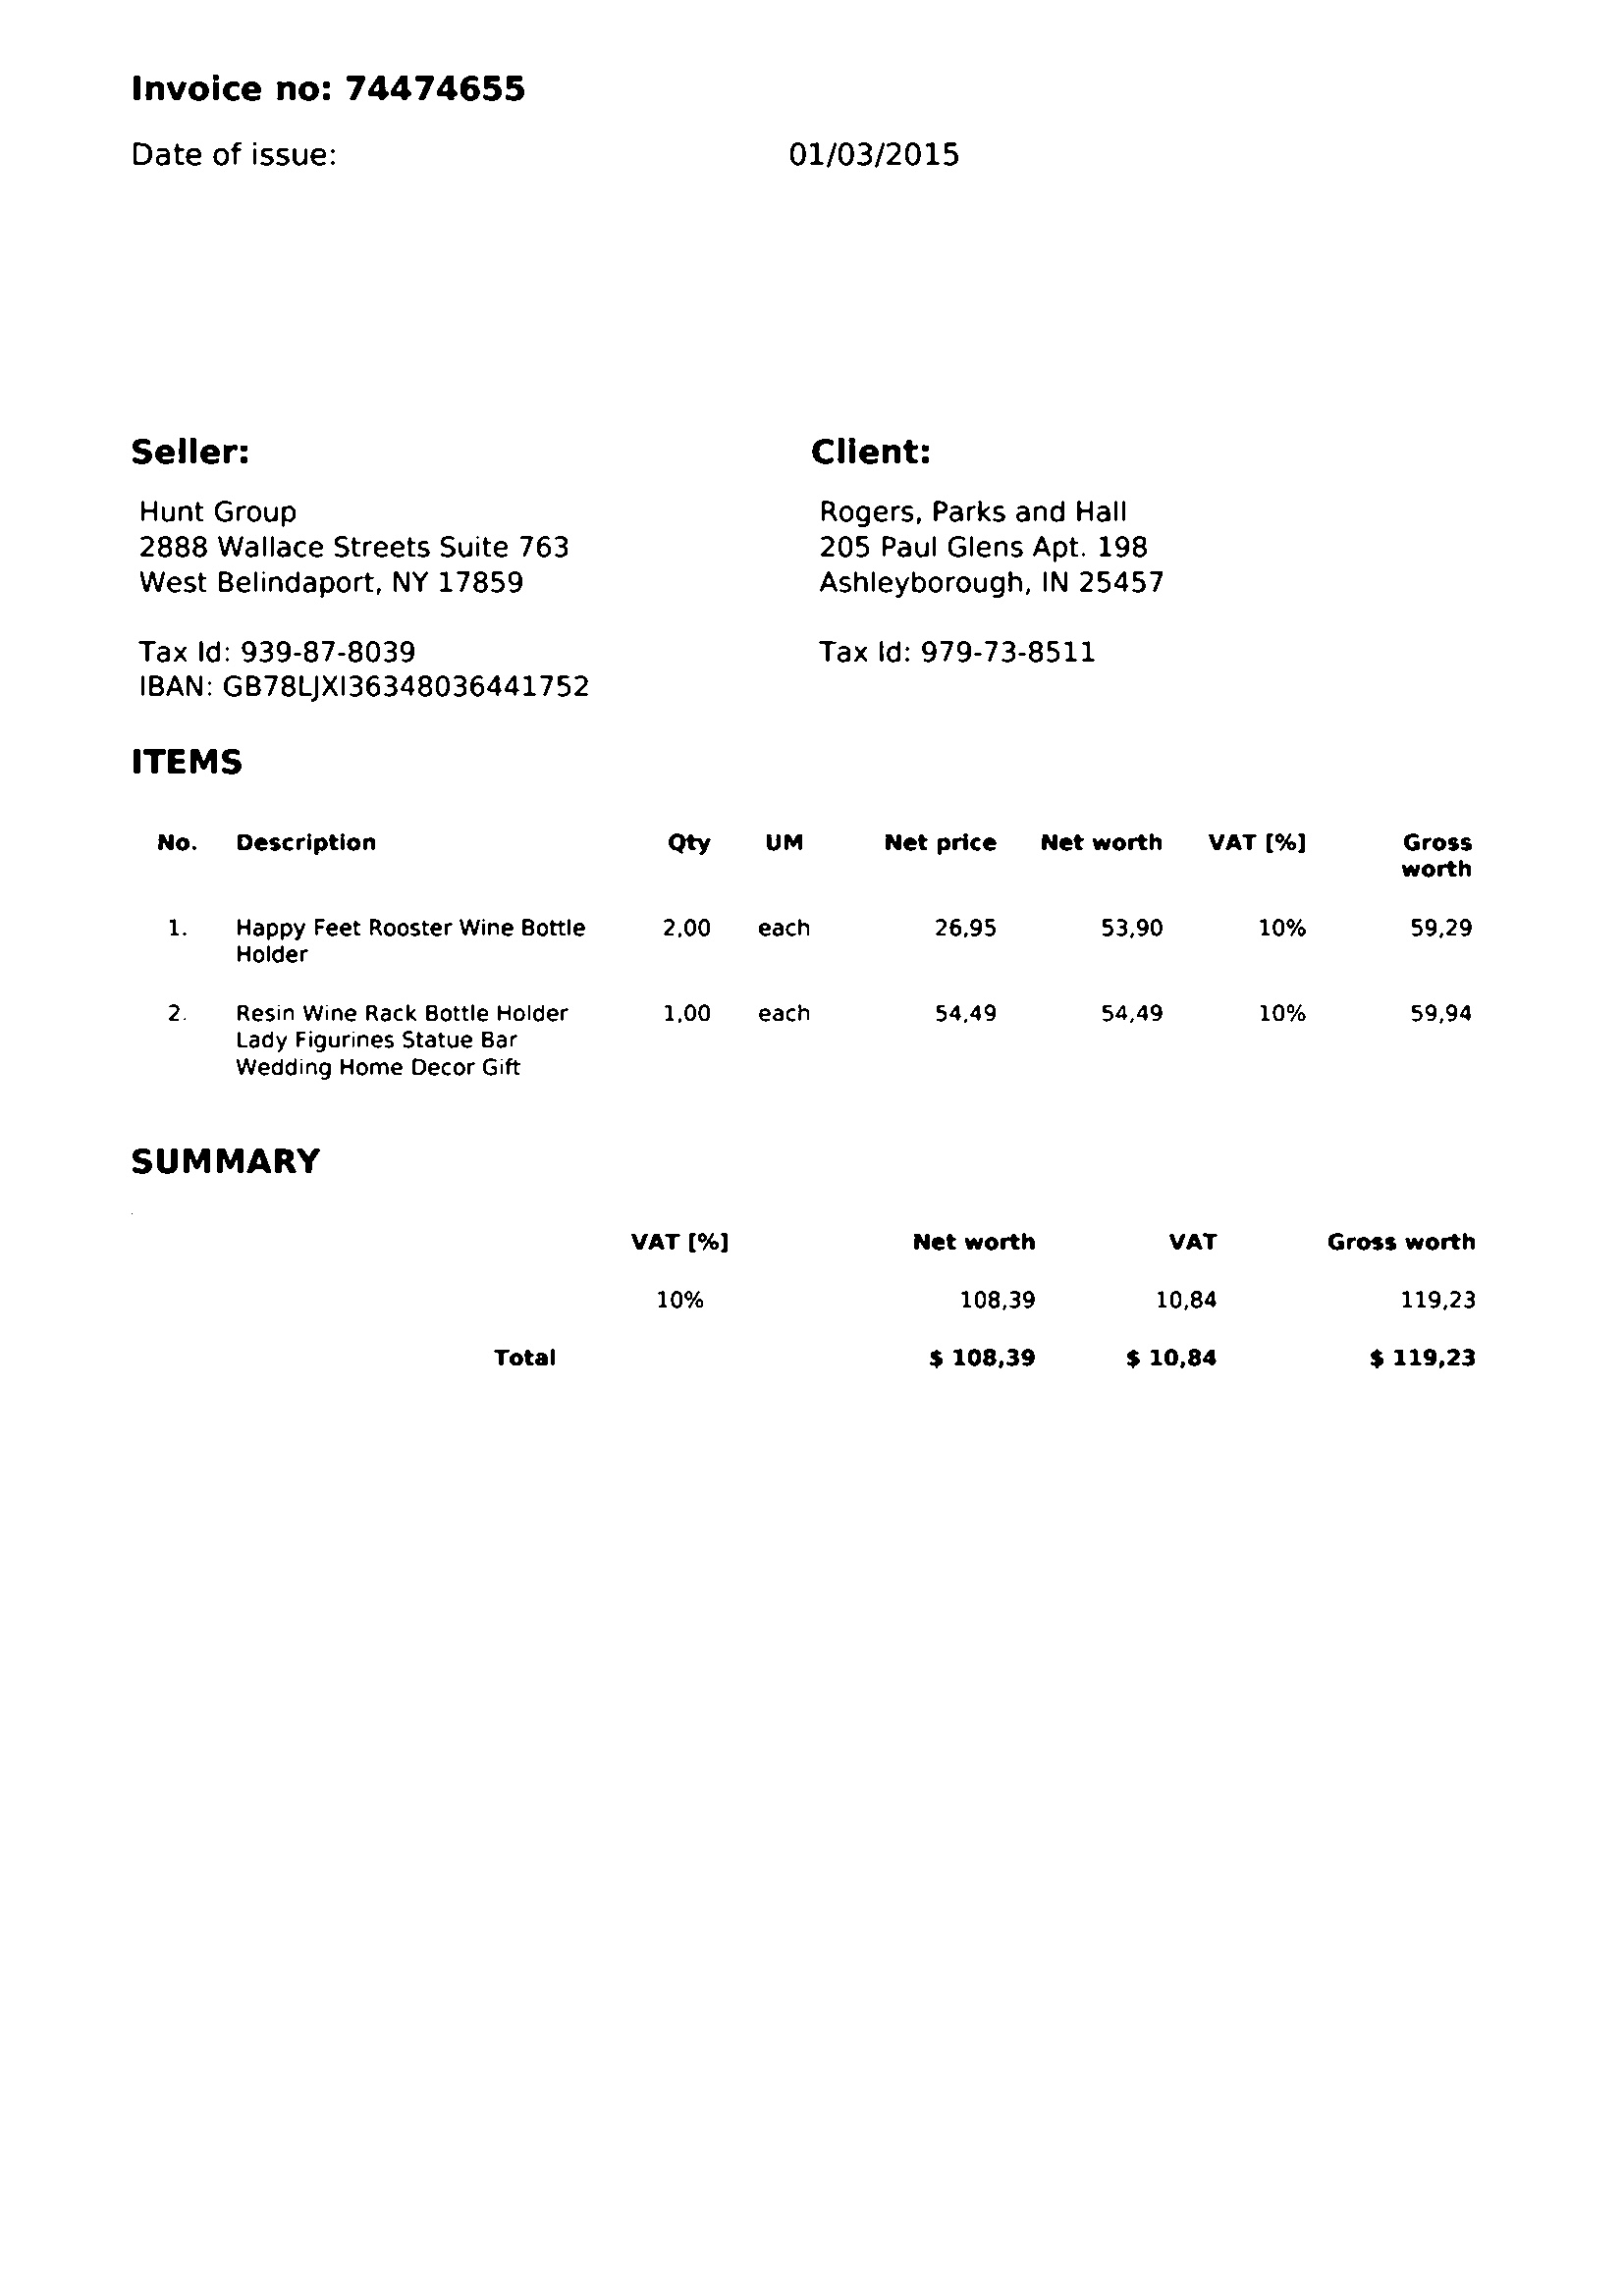 Invoice no: 74474655
Date of issue: 01/03/2015
Seller: Client:
Hunt Group Rogers, Parks and Hall
2888 Wallace Streets Suite 763 205 Paul Glens Apt. 198
West Belindaport, NY 17859 Ashleyborough, IN 25457
Tax Id: 939-87-8039 Tax Id: 979-73-8511
IBAN: GB78LJXI36348036441752
ITEMS
No. Description Qty UM Net price Net worth VAT [%] Gross
worth
1. Happy Feet Rooster Wine Bottle 2,00 each 26,95 53,90 10% 59,29
Holder
2. Resin Wine Rack Bottle Holder 1,00 each 54,49 54,49 10% 59,94
Lady Figurines Statue Bar
Wedding Home Decor Gift
SUMMARY
VAT [%] Net worth VAT Gross worth
10% 108,39 10,84 119,23
Total $ 108,39 $ 10,84 $ 119,23